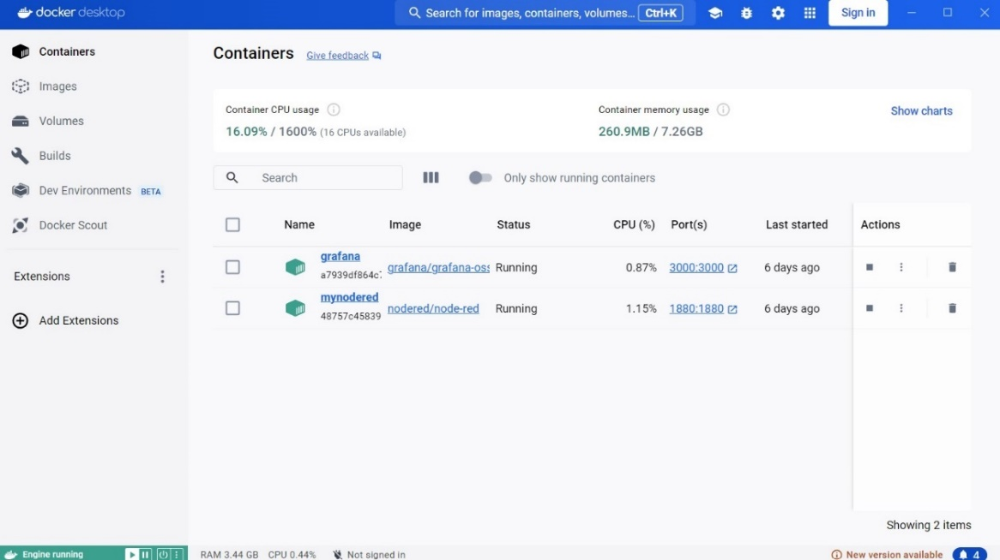 docker desktop
Search for images, containers, volumes... Ctrl+K
Sign in
Containers
Images
Volumes
Builds
Dev Environments BETA
Docker Scout
Extensions
Add Extensions
Containers Give feedback
Container CPU usage
16.09% / 1600% (16 CPUs available)
Container memory usage
260.9MB / 7.26GB
Show charts
Search
Only show running containers
Name Image Status CPU (%) Port(s) Last started Actions
grafana
a7939df864c
grafana/grafana-oss Running 0.87% 3000:3000 6 days ago
mynodered
48757c45839
nodered/node-red Running 1.15% 1880:1880 6 days ago
Showing 2 items
Engine running
RAM 3.44 GB CPU 0.44% Not signed in
New version available 4